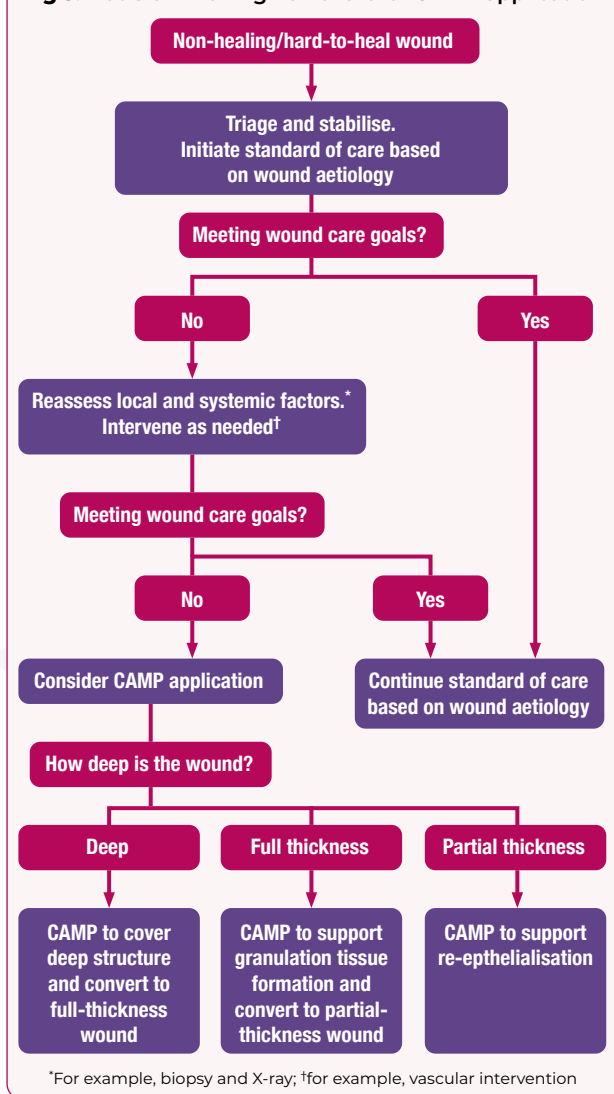 Non-healing/hard-to-heal wound
Triage and stabilise.
Initiate standard of care based
on wound aetiology
Meeting wound care goals?
No
Yes
Reassess local and systemic factors.*
Intervene as needed†
Meeting wound care goals?
No
Yes
Consider CAMP application
Continue standard of care
based on wound aetiology
How deep is the wound?
Deep
Full thickness
Partial thickness
CAMP to cover
deep structure
and convert to
full-thickness
wound
CAMP to support
granulation tissue
formation and
convert to partial-
thickness wound
CAMP to support
re-epthelialisation
*For example, biopsy and X-ray; †for example, vascular intervention